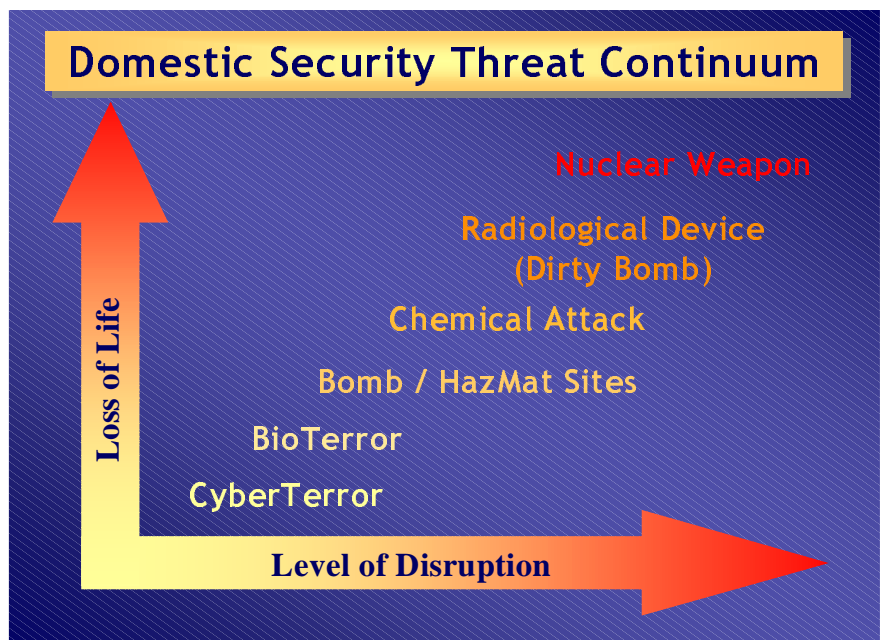 Domestic Security Threat Continuum
Nuclear Weapon
Radiological Device
(Dirty Bomb)
Chemical Attack
Bomb / HazMat Sites
BioTerror
CyberTerror
Loss of Life
Level of Disruption